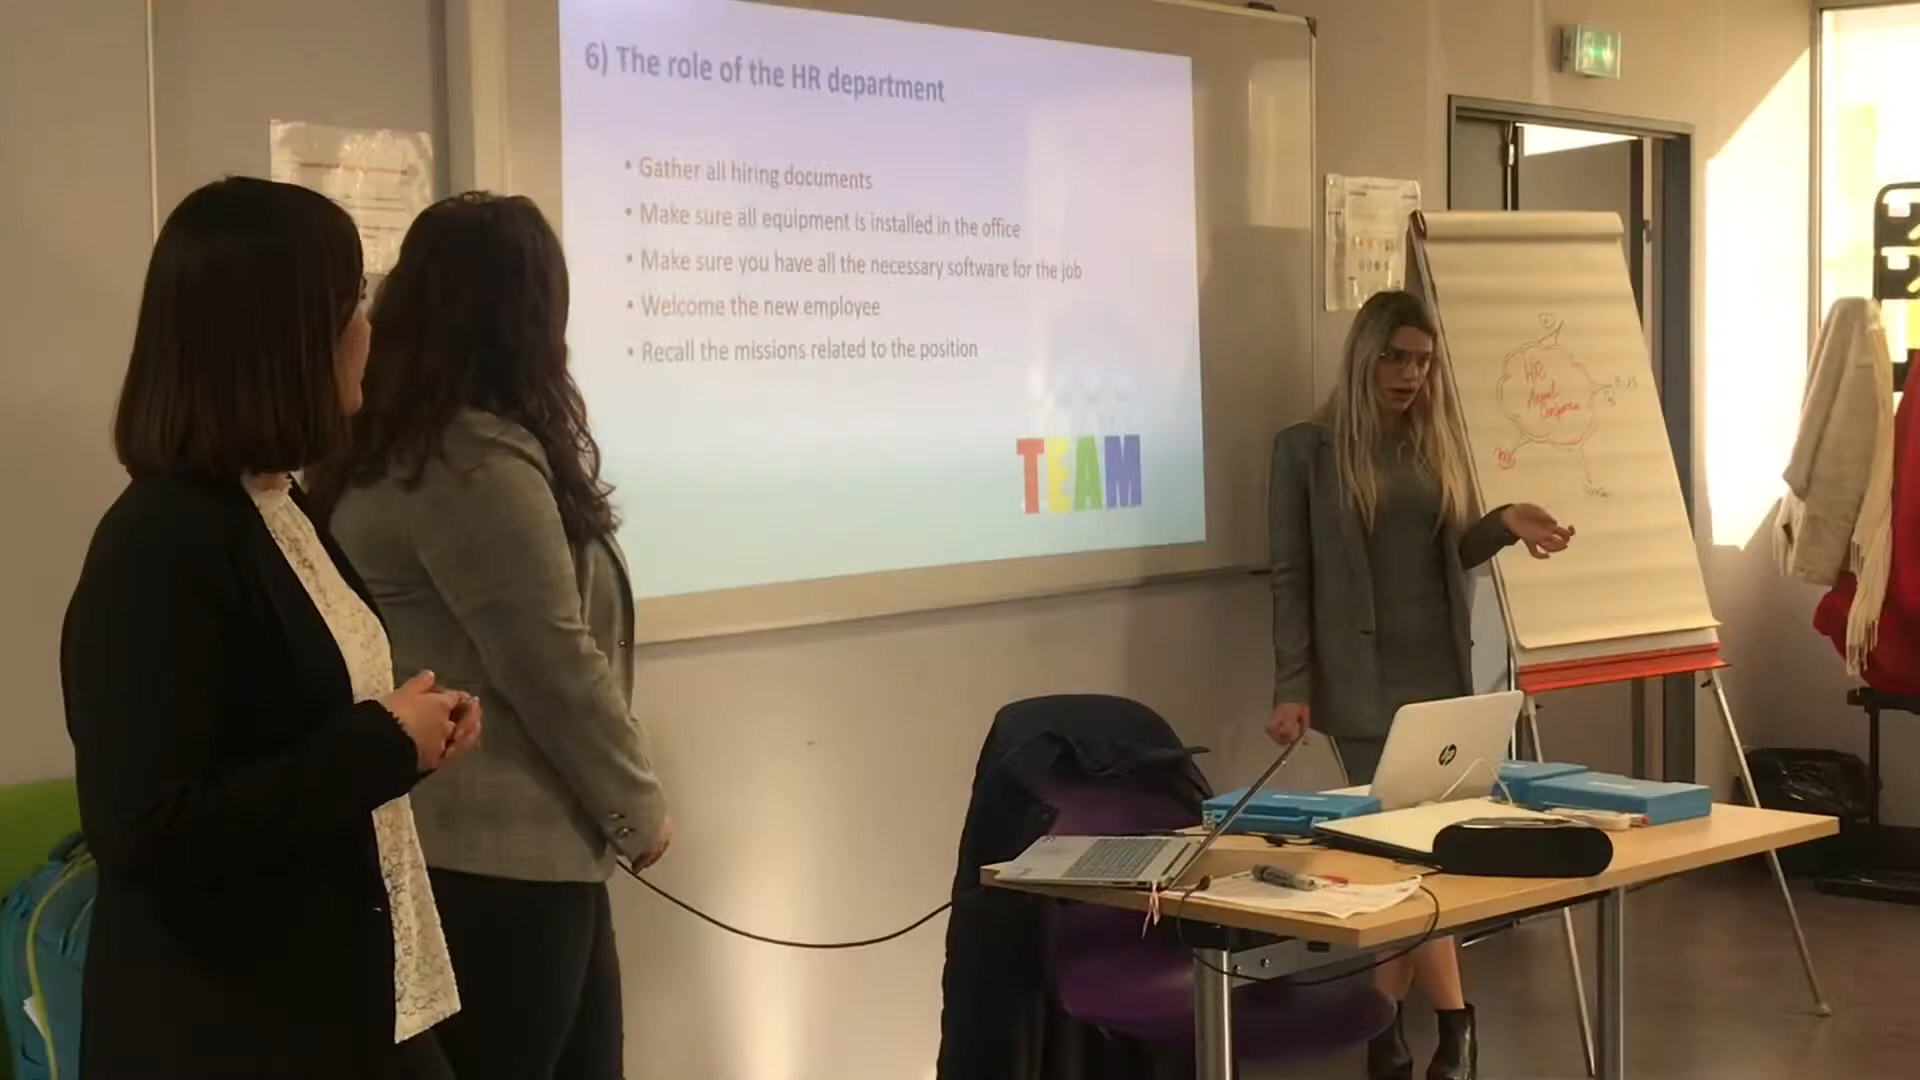 6) The role of the HR department
• Gather all hiring documents
• Make sure all equipment is installed in the office
• Make sure you have all the necessary software for the job
• Welcome the new employee
• Recall the missions related to the position
TEAM
HR
hp